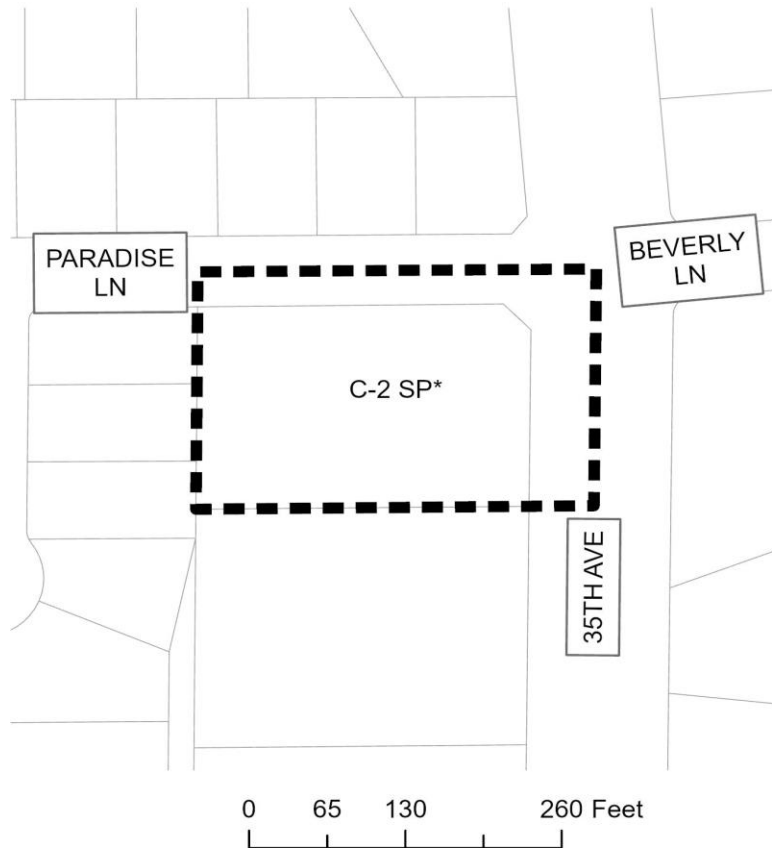 PARADISE
LN
BEVERLY
LN
C-2 SP*
35TH AVE
0 65 130 260 Feet